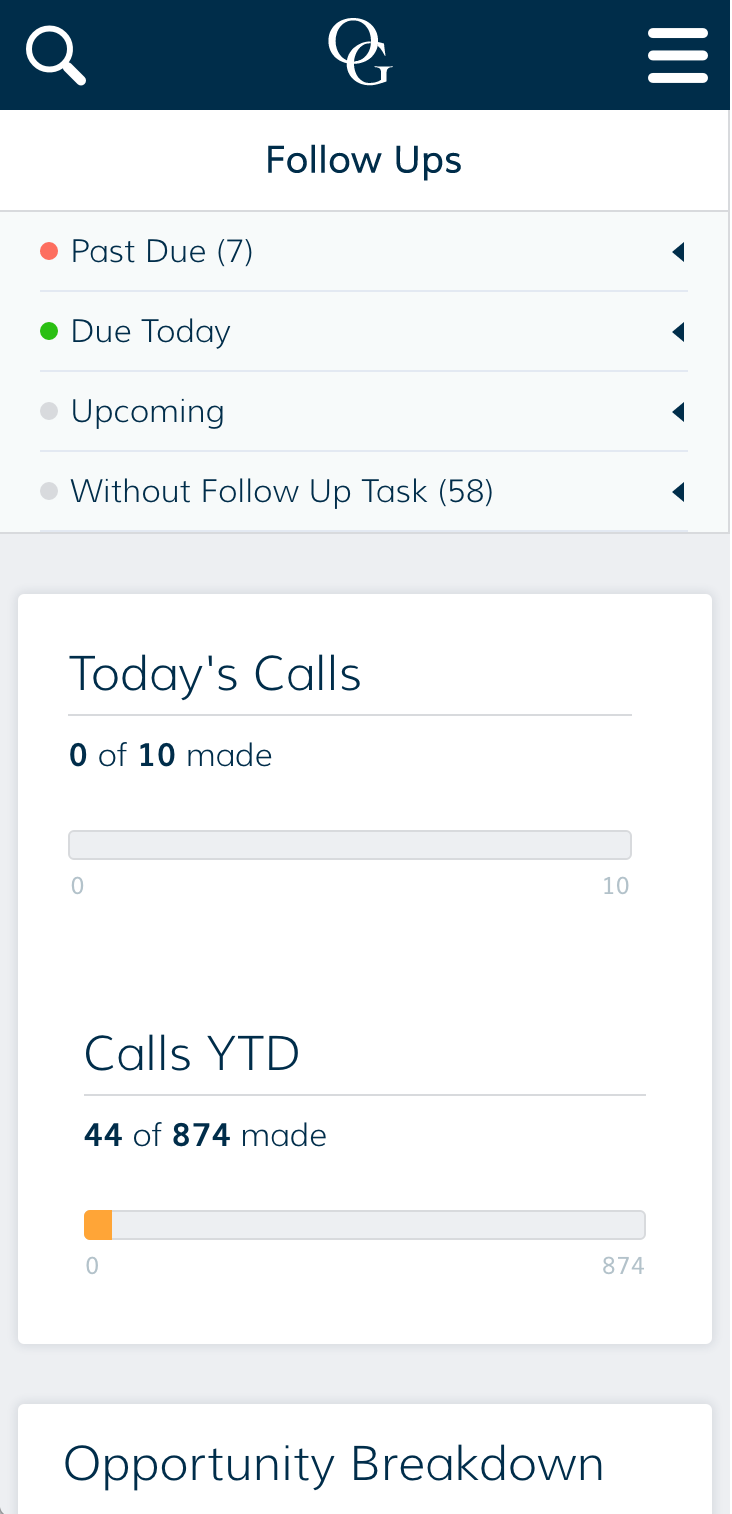 OG
Follow Ups
Past Due (7)
Due Today
Upcoming
Without Follow Up Task (58)
Today's Calls
0 of 10 made
0 10
Calls YTD
44 of 874 made
0 874
Opportunity Breakdown